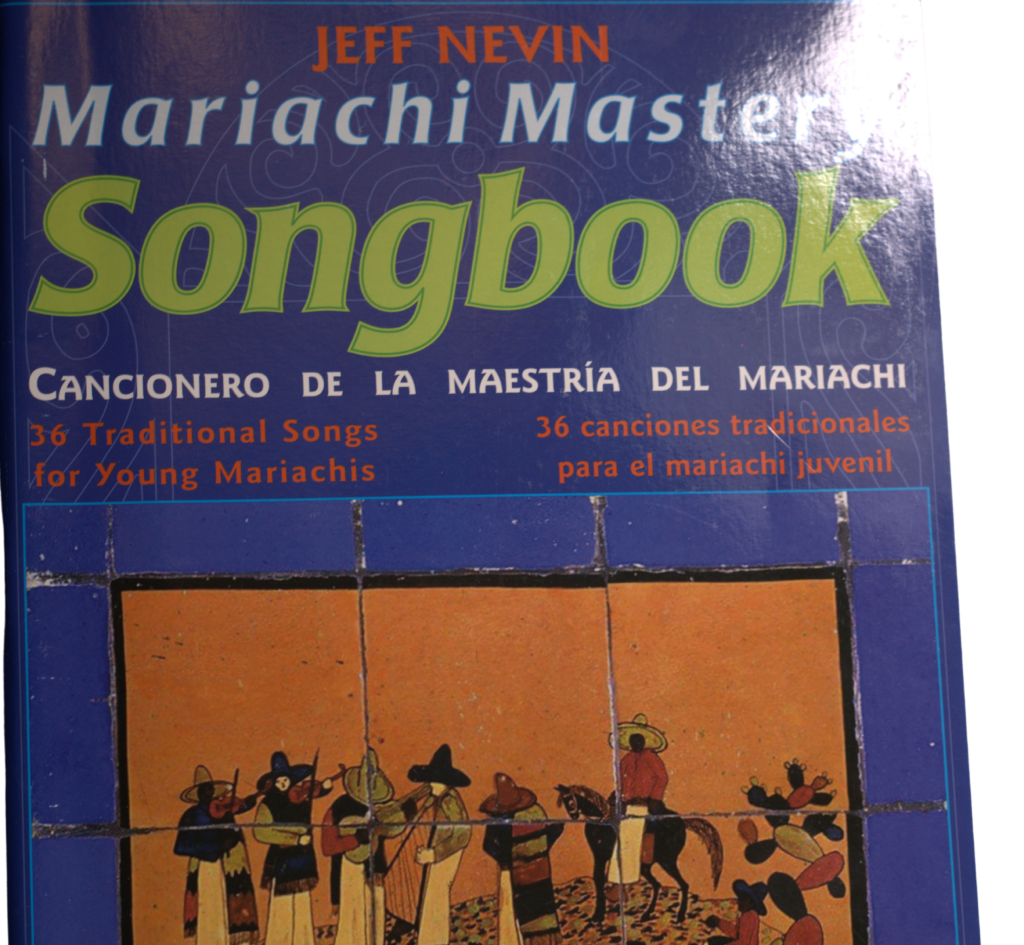 JEFF NEVIN
Mariachi Mastery
Songbook
CANCIONERO DE LA MAESTRÍA DEL MARIACHI
36 Traditional Songs
for Young Mariachis
36 canciones tradicionales
para el mariachi juvenil